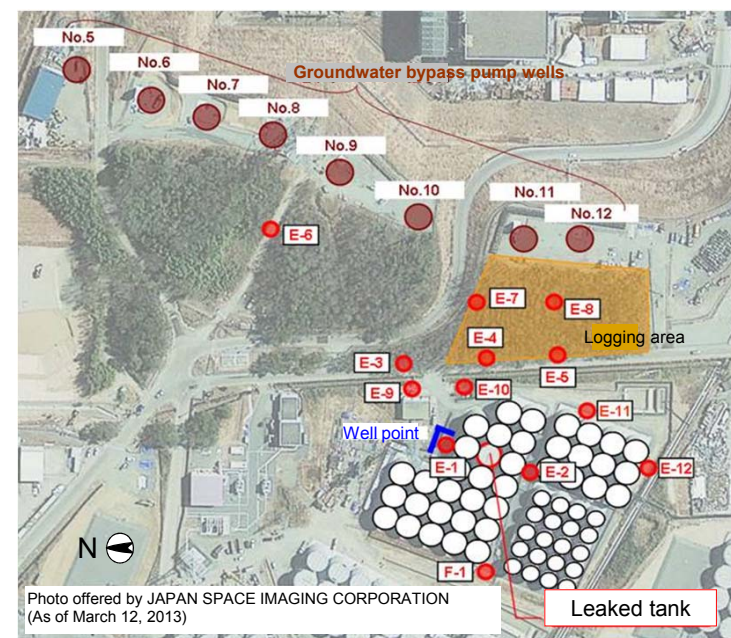 No.5
No.6
No.7
Groundwater bypass pump wells
No.8
No.9
No.10
No.11
No.12
E-6
E-7
E-8
Logging area
E-4
E-3
E-5
E-9
E-10
E-11
Well point
E-1
E-2
E-12
N
F-1
Photo offered by JAPAN SPACE IMAGING CORPORATION
(As of March 12, 2013)
Leaked tank